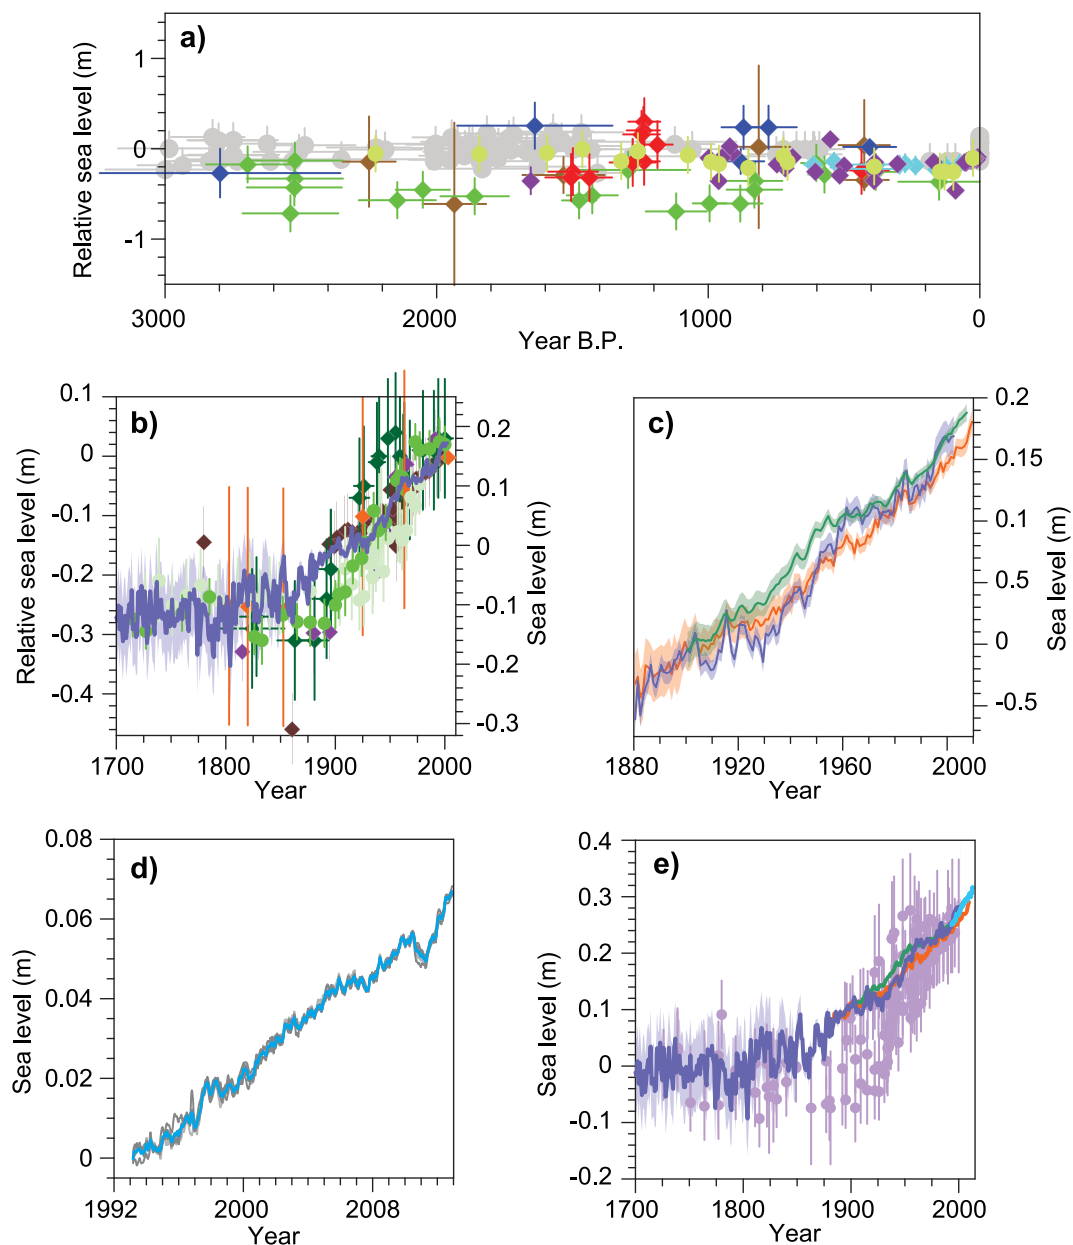 a)
Relative sea level (m)
1
0
-1
3000 2000 1000 0
Year B.P.
b)
Relative sea level (m)
0.1
0
-0.1
-0.2
-0.3
-0.4
Sea level (m)
0.2
0.1
0
-0.1
-0.2
-0.3
1700 1800 1900 2000
Year
c)
Sea level (m)
0.2
0.15
0.1
0.5
0
-0.5
1880 1920 1960 2000
Year
d)
Sea level (m)
0.08
0.06
0.04
0.02
0
1992 2000 2008
Year
e)
Sea level (m)
0.4
0.3
0.2
0.1
0
-0.1
-0.2
1700 1800 1900 2000
Year